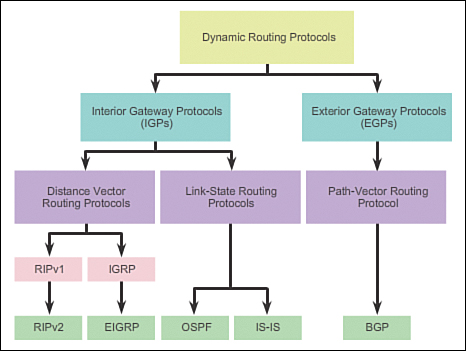 Dynamic Routing Protocols
Interior Gateway Protocols
(IGPs)
Exterior Gateway Protocols
(EGPs)
Distance Vector
Routing Protocols
Link-State Routing
Protocols
Path-Vector Routing
Protocol
RIPv1
IGRP
RIPv2
EIGRP
OSPF
IS-IS
BGP